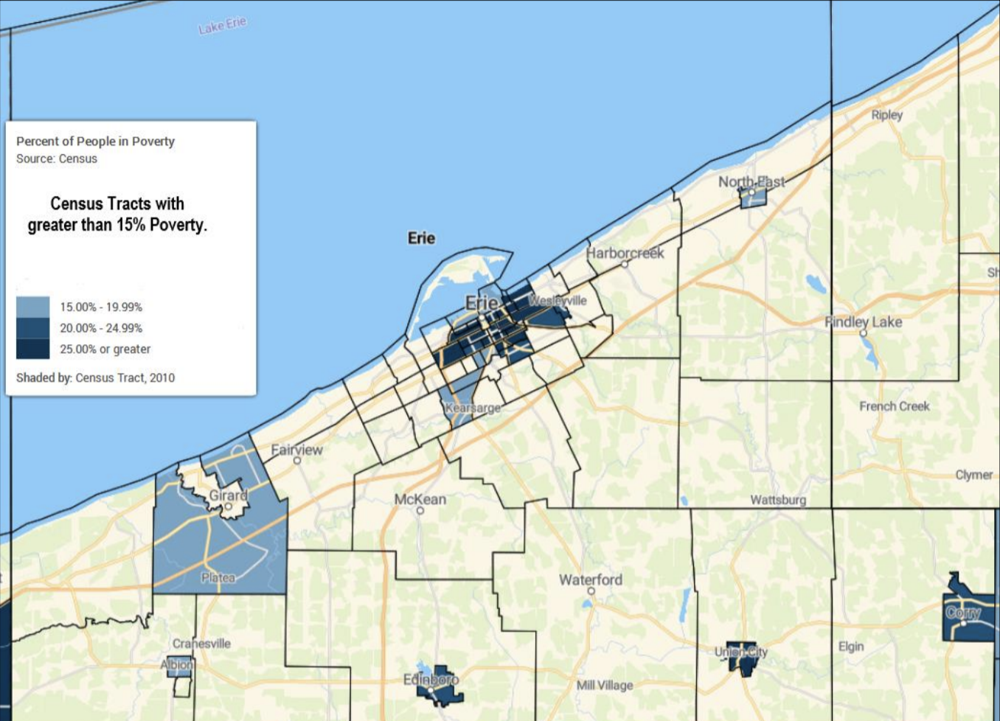 Lake Erie
Ripley
Percent of People in Poverty
Source: Census
North East
Census Tracts with
greater than 15% Poverty.
Erie
Harborcreek
Sh
Erie
Wesleyville
15.00% - 19.99%
20.00% - 24.99%
25.00% or greater
Findley Lake
Shaded by: Census Tract, 2010
Kearsarge
French Creek
Fairview
Clymer
Girard
McKean
Wattsburg
Platea
Waterford
Corry
Cranesville
Union City
Elgin
Albion
Edinboro
Mill Village